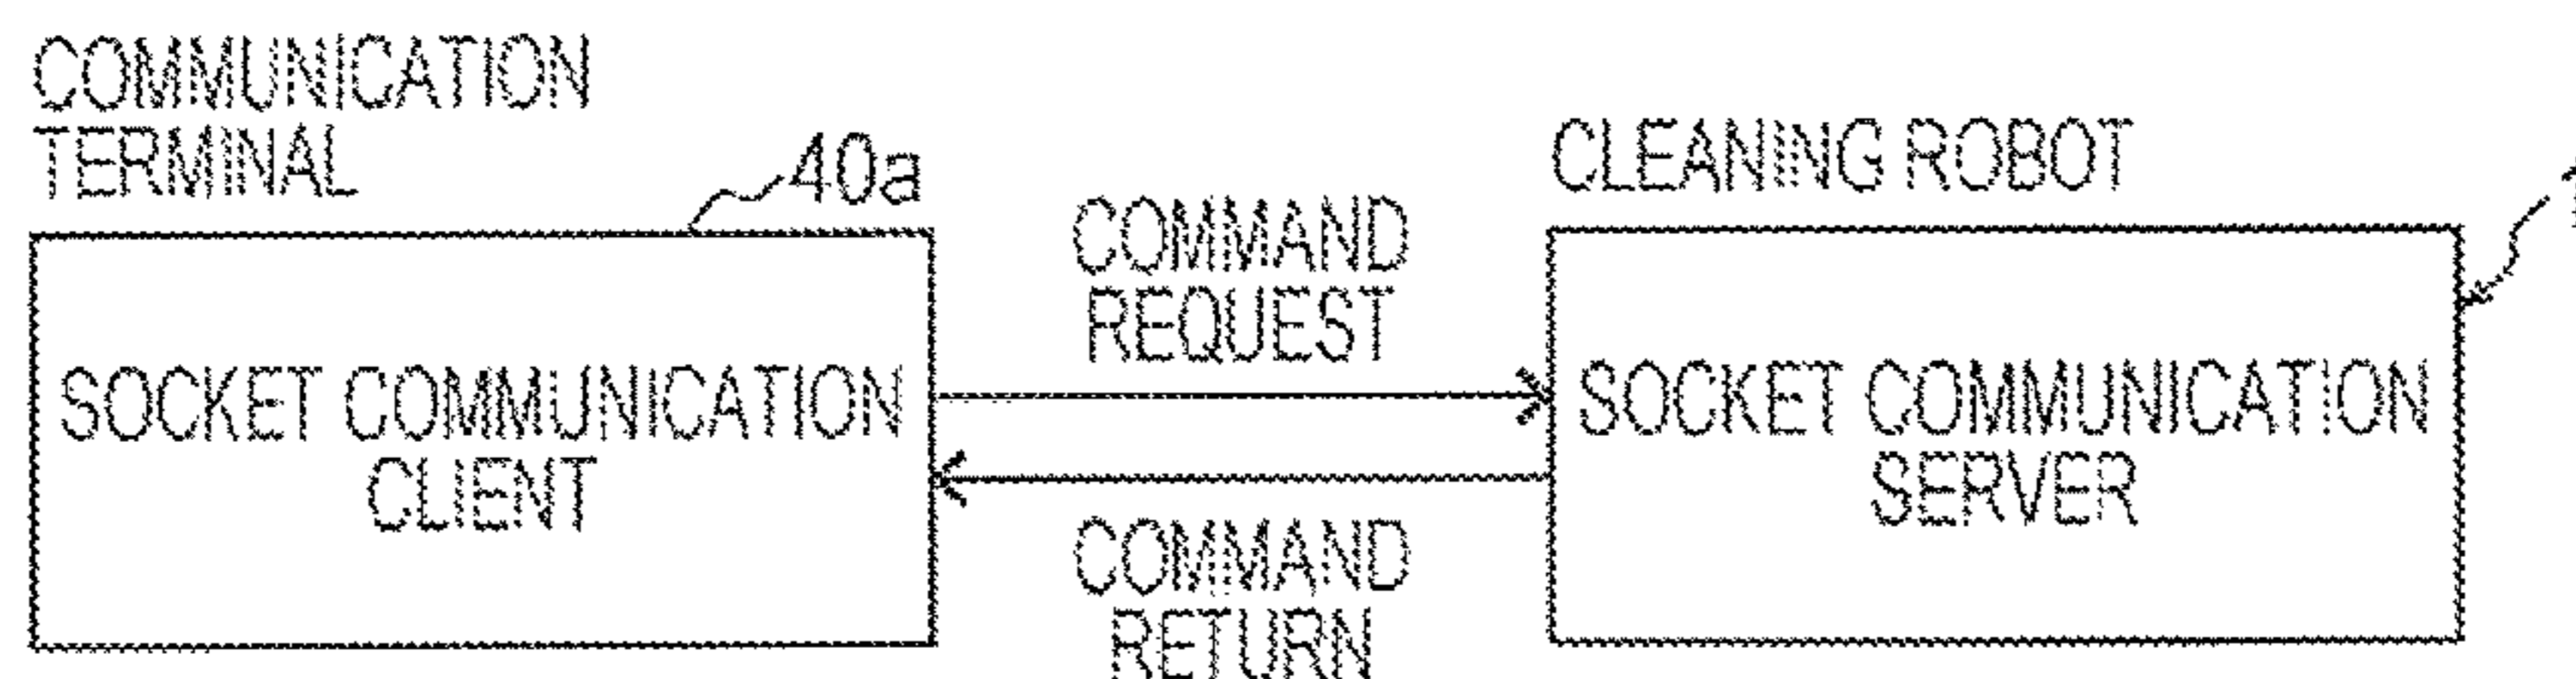 COMMUNICATION
TERMINAL
40a
CLEANING ROBOT
COMMAND
REQUEST
SOCKET COMMUNICATION
CLIENT
SOCKET COMMUNICATION
SERVER
COMMAND
RETURN